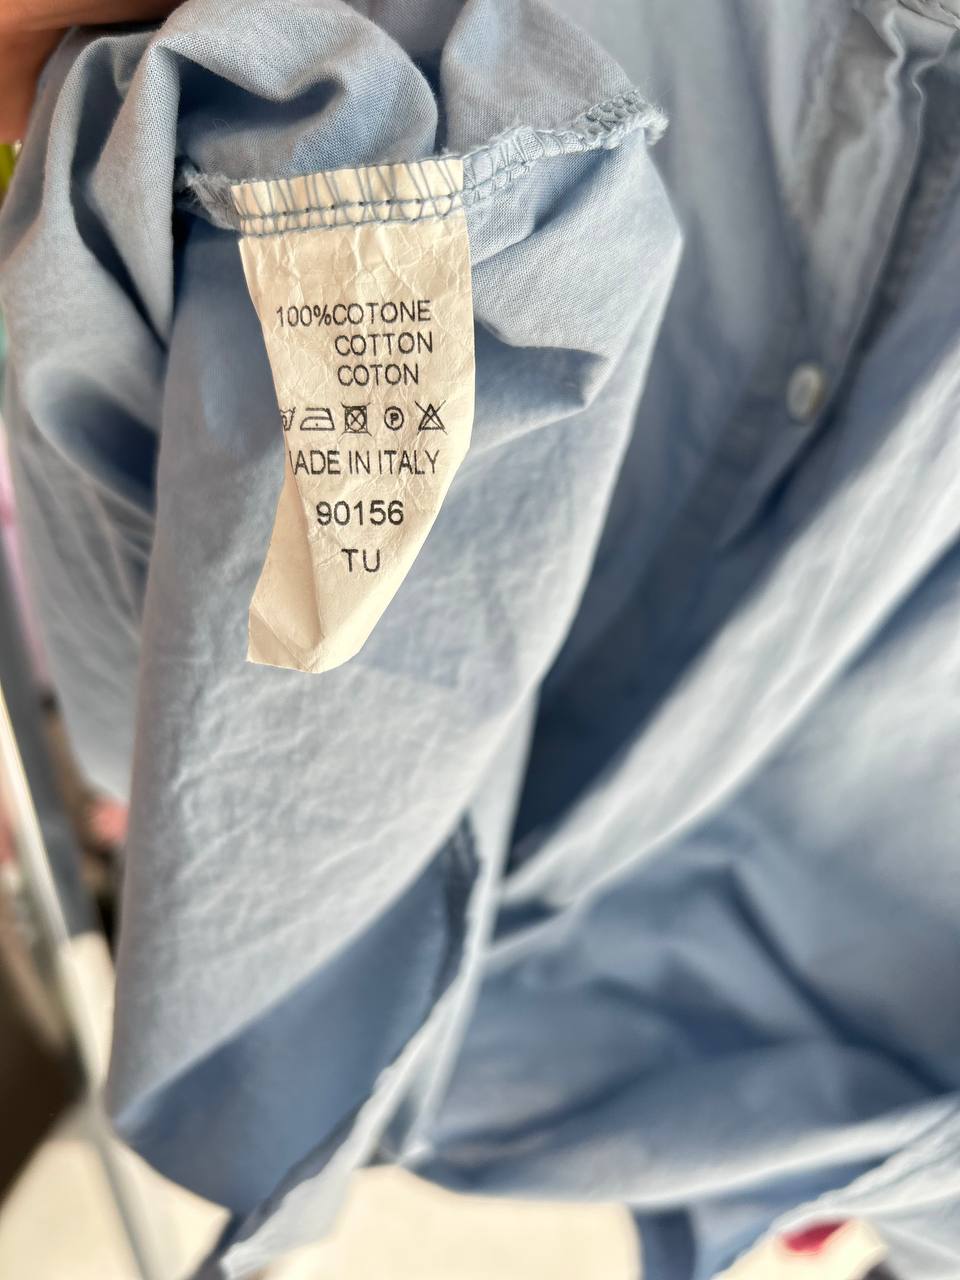 100%COTONE
COTTON
COTON
ADE IN ITALY
90156
TU